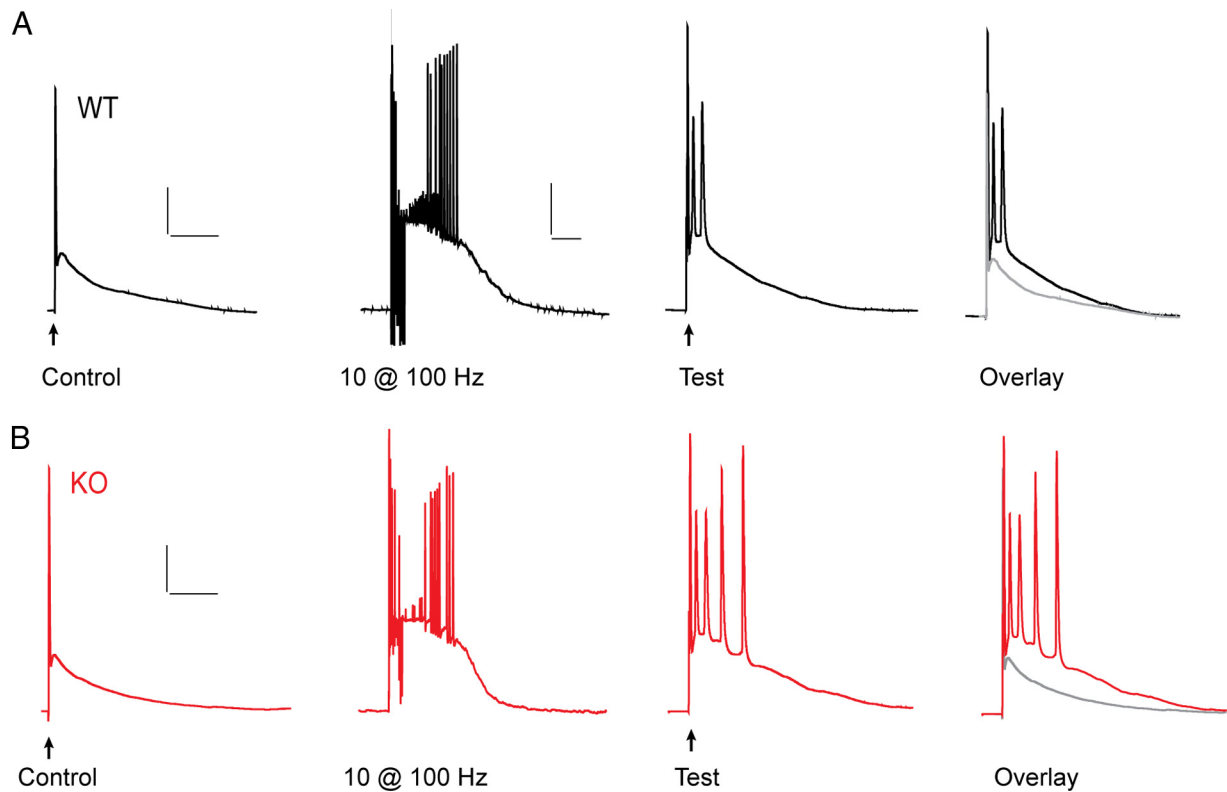 A
WT
Control
10 @ 100 Hz
Test
Overlay
B
KO
Control
10 @ 100 Hz
Test
Overlay